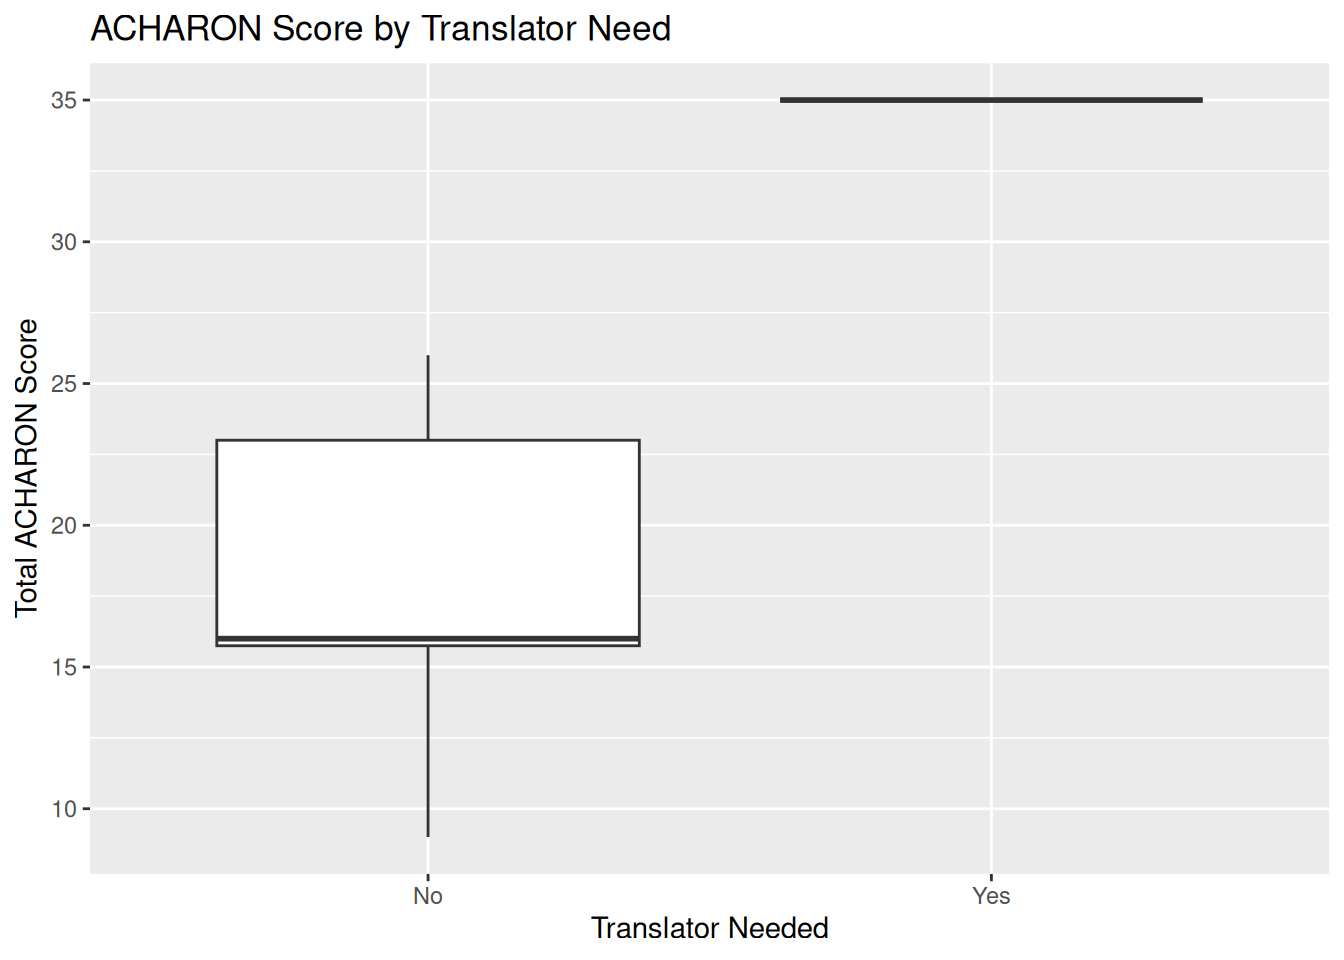 ACHARON Score by Translator Need
Total ACHARON Score
35
30
25
20
15
10
No
Yes
Translator Needed